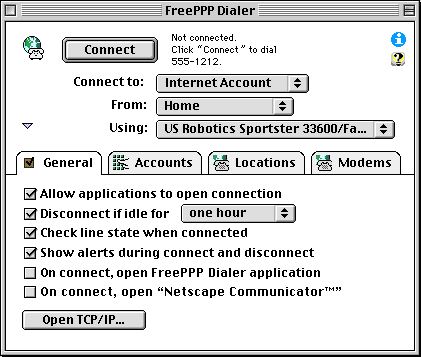 FreePPP Dialer
Connect
Not connected.
Click “Connect” to dial
555-1212.
Connect to: Internet Account
From: Home
Using: US Robotics Sportster 33600/Fa...
General Accounts Locations Modems
Allow applications to open connection
Disconnect if idle for one hour
Check line state when connected
Show alerts during connect and disconnect
On connect, open FreePPP Dialer application
On connect, open “Netscape Communicator™”
Open TCP/IP...